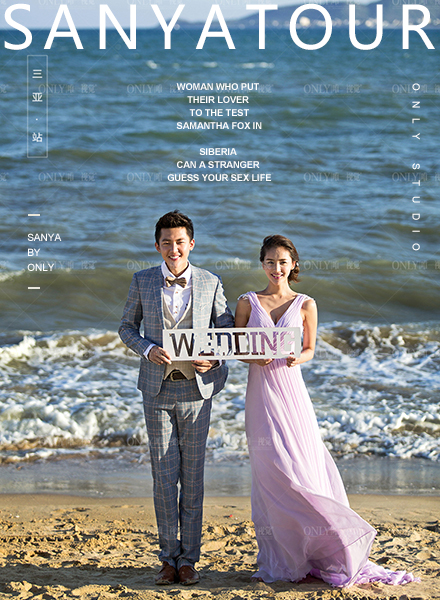 SANYATOUR
三亚·站
WOMAN WHO PUT
THEIR LOVER
TO THE TEST
SAMANTHA FOX IN
SIBERIA
CAN A STRANGER
GUESS YOUR SEX LIFE
ONLY STUDIO
SANYA
BY
ONLY
WEDDING